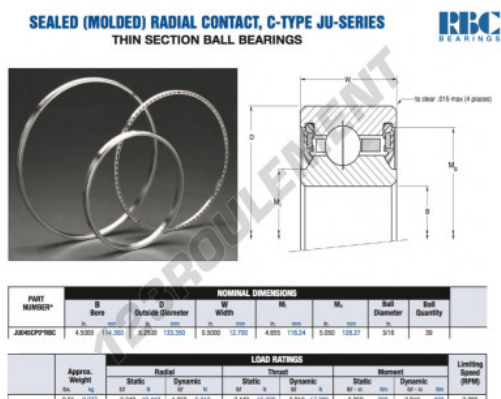 SEALED (MOLDED) RADIAL CONTACT, C-TYPE JU-SERIES
THIN SECTION BALL BEARINGS
RBC
BEARINGS
W
to clear .015 max (4 places)
D
B
123ROULEMENT
NOMINAL DIMENSIONS
PART NUMBER* B Bore D Outside Diameter W Width Ball Diameter Ball Quantity
in. mm in. mm in. mm in. mm in. mm in.
JU045CP0*RBC 4.5000 114.300 5.2500 133.350 0.5000 12.700 4.655 118.24 5.050 128.27 3/16 39
LOAD RATINGS
Approx. Weight Radial Thrust Moment Limiting Speed (RPM)
Static Dynamic Static Dynamic Static Dynamic
lbs. kg lbf N lbf N lbf N lbf N lbf - in Nm lbf - in Nm